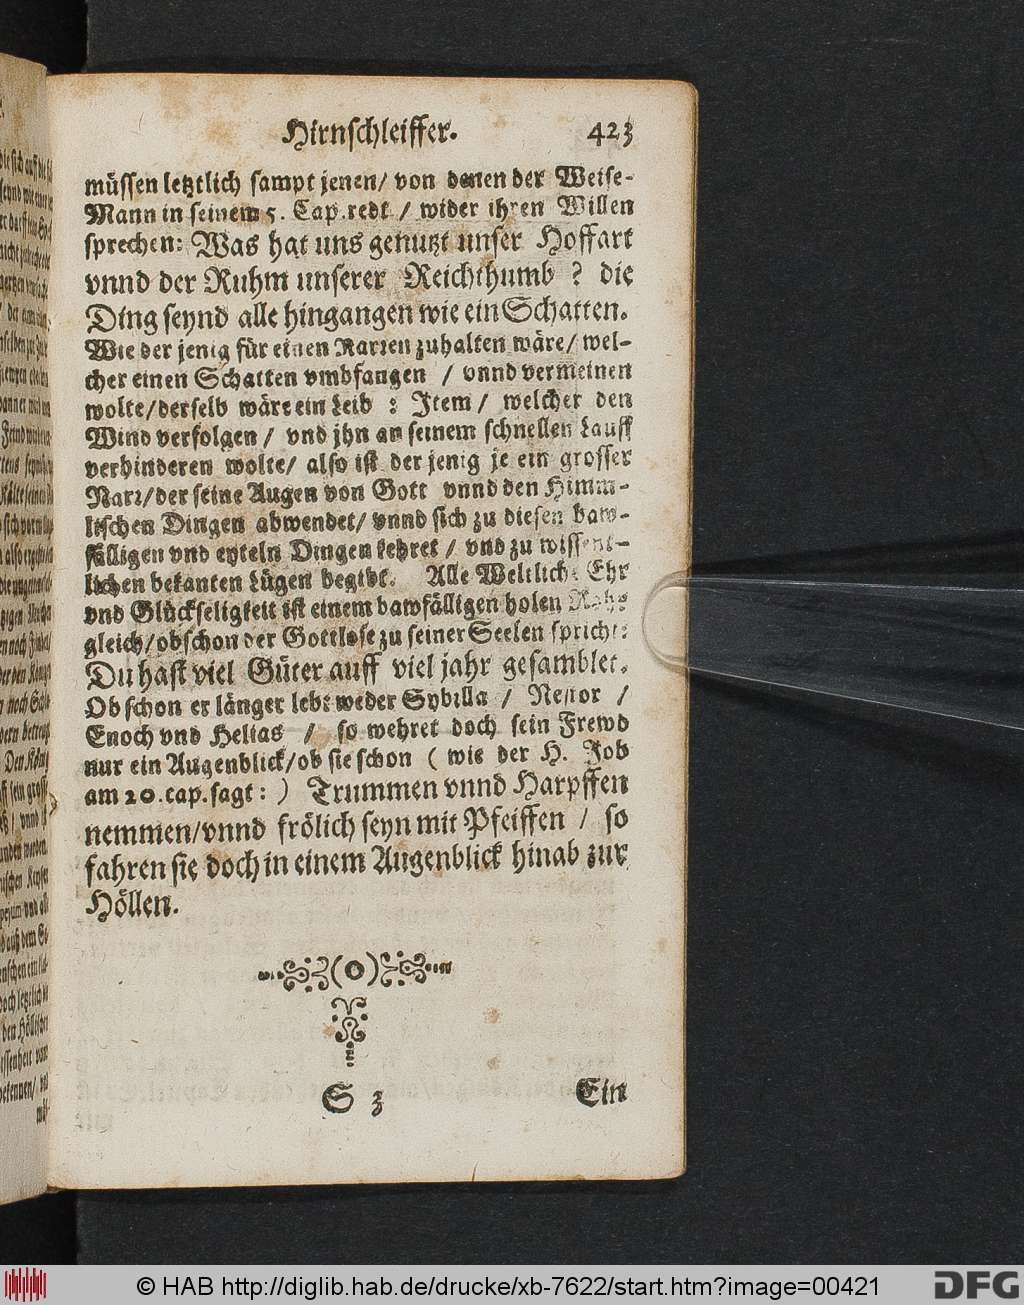 Hirnschleiffer. 423
müssen letztlich sampt jenen/ von denen der Weise-
Mann in seinem 5. Cap. redt / wider ihren Willen
sprechen: Was hat uns genutzt unser Hoffart
vnnd der Ruhm unserer Reichthumb ? die
Ding seynd alle hingangen wie ein Schatten.
Wie der jenig für einen Narren zuhalten wäre/ wel-
cher einen Schatten vmbfangen / vnnd vermeinen
wolte/derselb wäre ein Leib : Item / welcher den
Wind verfolgen / vnd jhn an seinem schnellen Lauff
verhinderen wolte/ also ist der jenig je ein grosser
Narr/der seine Augen von Gott vnnd den Himm-
lischen Dingen abwendet/ vnnd sich zu diesen baw-
fälligen vnd eyteln Dingen kehret / vnd zu wissent-
lichen bekanten Lügen begibt. Alle Weltliche Ehr
vnd Glückseligkeit ist einem bawfälligen holen Rohr
gleich/obschon der Gottlose zu seiner Seelen spricht:
Du hast viel Güter auff viel jahr gesamblet.
Ob schon er länger lebt weder Sybilla / Nestor /
Enoch vnd Helias / so wehret doch sein Frewd
nur ein Augenblick/ob sie schon ( wie der H. Job
am 20. cap. sagt: ) Trummen vnnd Harpffen
nemmen/vnnd frölich seyn mit Pfeiffen / so
fahren sie doch in einem Augenblick hinab zur
Höllen.
(o)
S 3 Ein
© HAB http://diglib.hab.de/drucke/xb-7622/start.htm?image=00421 DFG